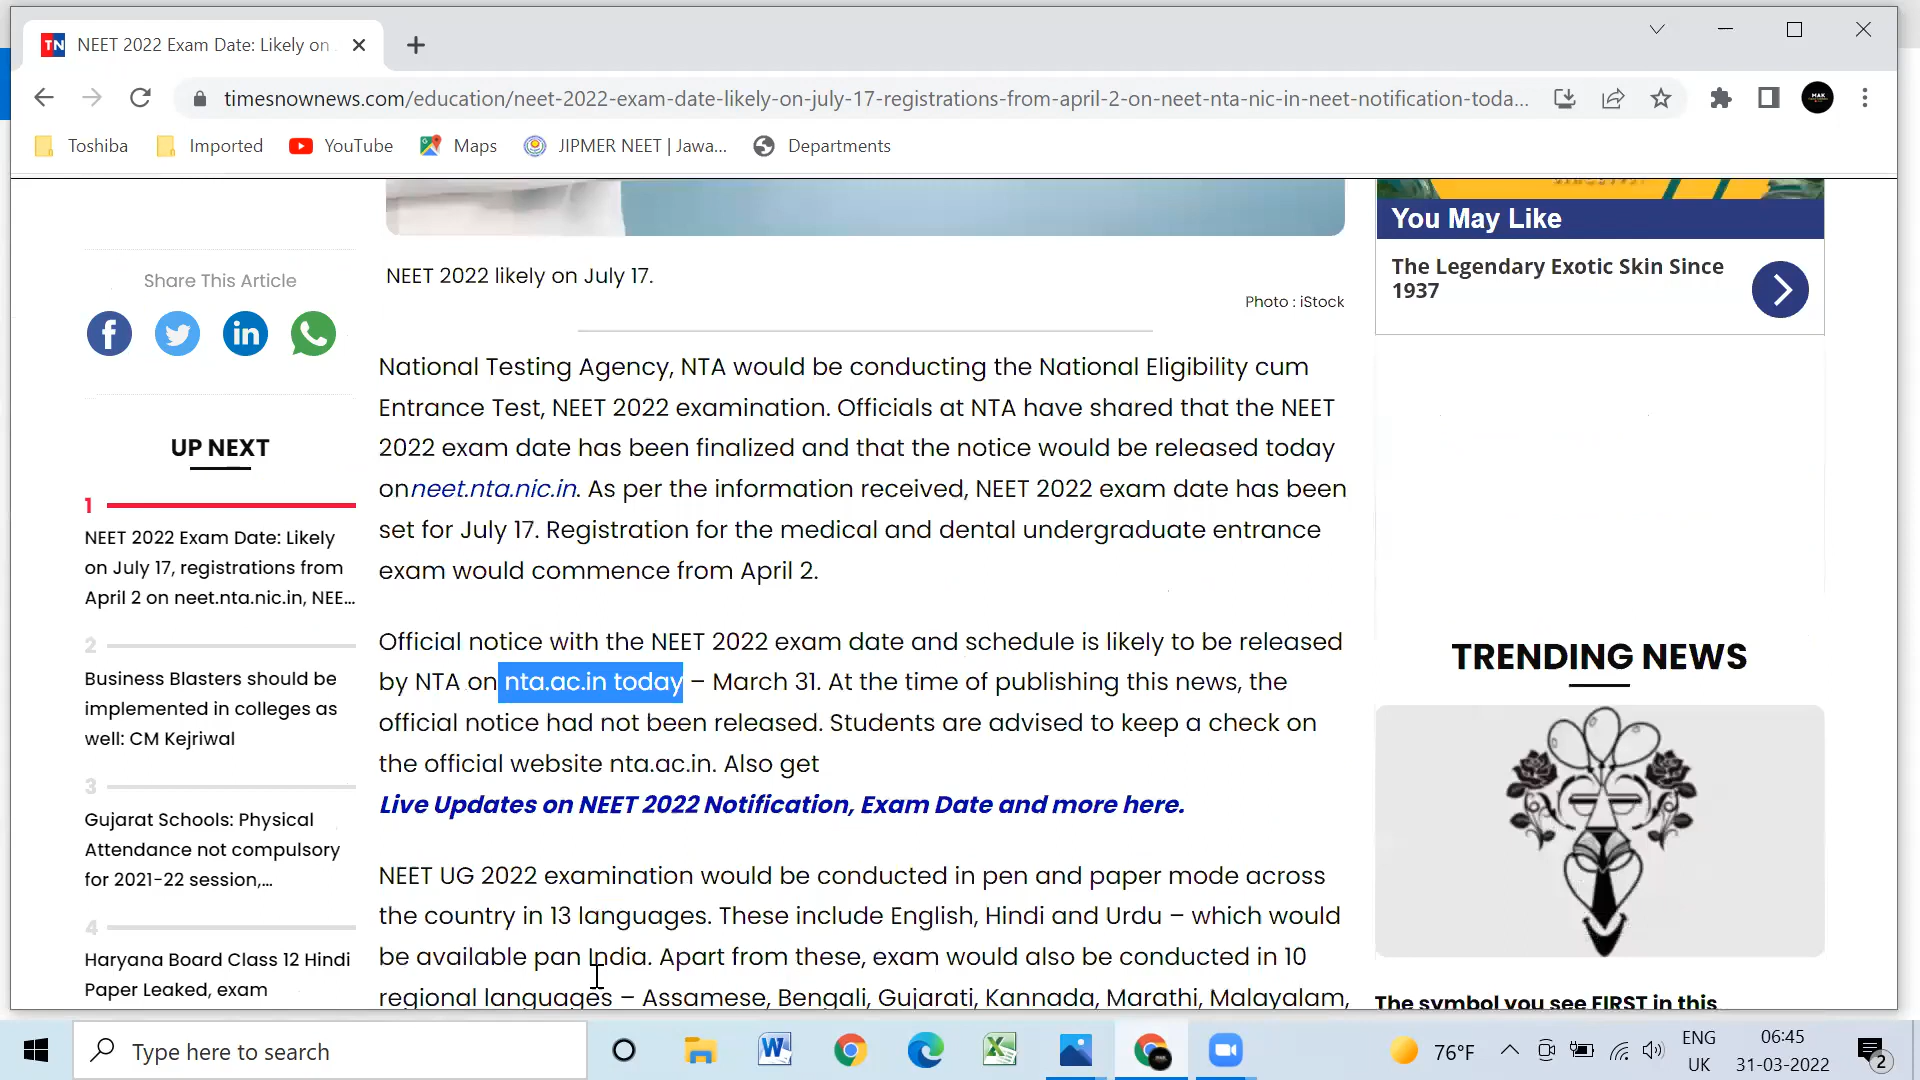 TN NEET 2022 Exam Date: Likely on
timesnownews.com/education/neet-2022-exam-date-likely-on-july-17-registrations-from-april-2-on-neet-nta-nic-in-neet-notification-toda...
MAK
Toshiba Imported YouTube Maps JIPMER NEET | Jawa... Departments
Share This Article
UP NEXT
1
NEET 2022 Exam Date: Likely
on July 17, registrations from
April 2 on neet.nta.nic.in, NEE...
2
Business Blasters should be
implemented in colleges as
well: CM Kejriwal
3
Gujarat Schools: Physical
Attendance not compulsory
for 2021-22 session,...
4
Haryana Board Class 12 Hindi
Paper Leaked, exam
NEET 2022 likely on July 17.
Photo : iStock
National Testing Agency, NTA would be conducting the National Eligibility cum
Entrance Test, NEET 2022 examination. Officials at NTA have shared that the NEET
2022 exam date has been finalized and that the notice would be released today
onneet.nta.nic.in. As per the information received, NEET 2022 exam date has been
set for July 17. Registration for the medical and dental undergraduate entrance
exam would commence from April 2.
Official notice with the NEET 2022 exam date and schedule is likely to be released
by NTA on nta.ac.in today – March 31. At the time of publishing this news, the
official notice had not been released. Students are advised to keep a check on
the official website nta.ac.in. Also get
Live Updates on NEET 2022 Notification, Exam Date and more here.
NEET UG 2022 examination would be conducted in pen and paper mode across
the country in 13 languages. These include English, Hindi and Urdu – which would
be available pan India. Apart from these, exam would also be conducted in 10
regional languages – Assamese, Bengali, Gujarati, Kannada, Marathi, Malayalam,
You May Like
The Legendary Exotic Skin Since
1937
TRENDING NEWS
The symbol you see FIRST in this
Type here to search
76°F
ENG
UK
06:45
31-03-2022
2